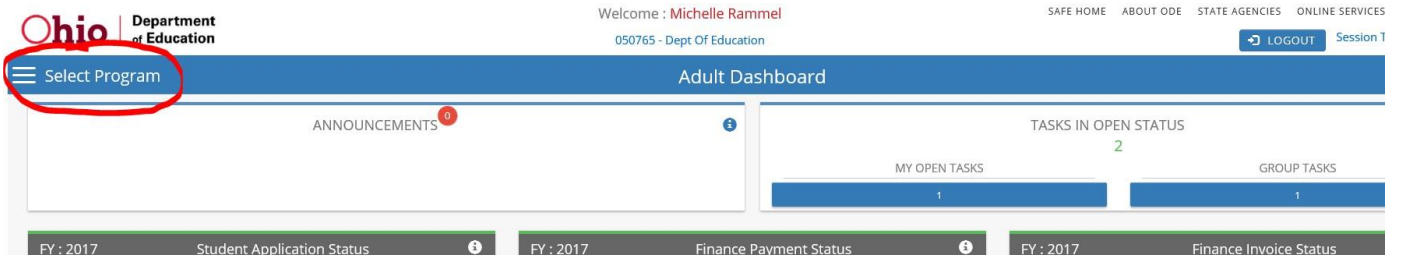 Ohio Department of Education
Welcome : Michelle Rammel
050765 - Dept Of Education
SAFE HOME ABOUT ODE STATE AGENCIES ONLINE SERVICES
LOGOUT Session T
Select Program
Adult Dashboard
ANNOUNCEMENTS 0
TASKS IN OPEN STATUS
2
MY OPEN TASKS GROUP TASKS
1 1
FY : 2017 Student Application Status
FY : 2017 Finance Payment Status
FY : 2017 Finance Invoice Status